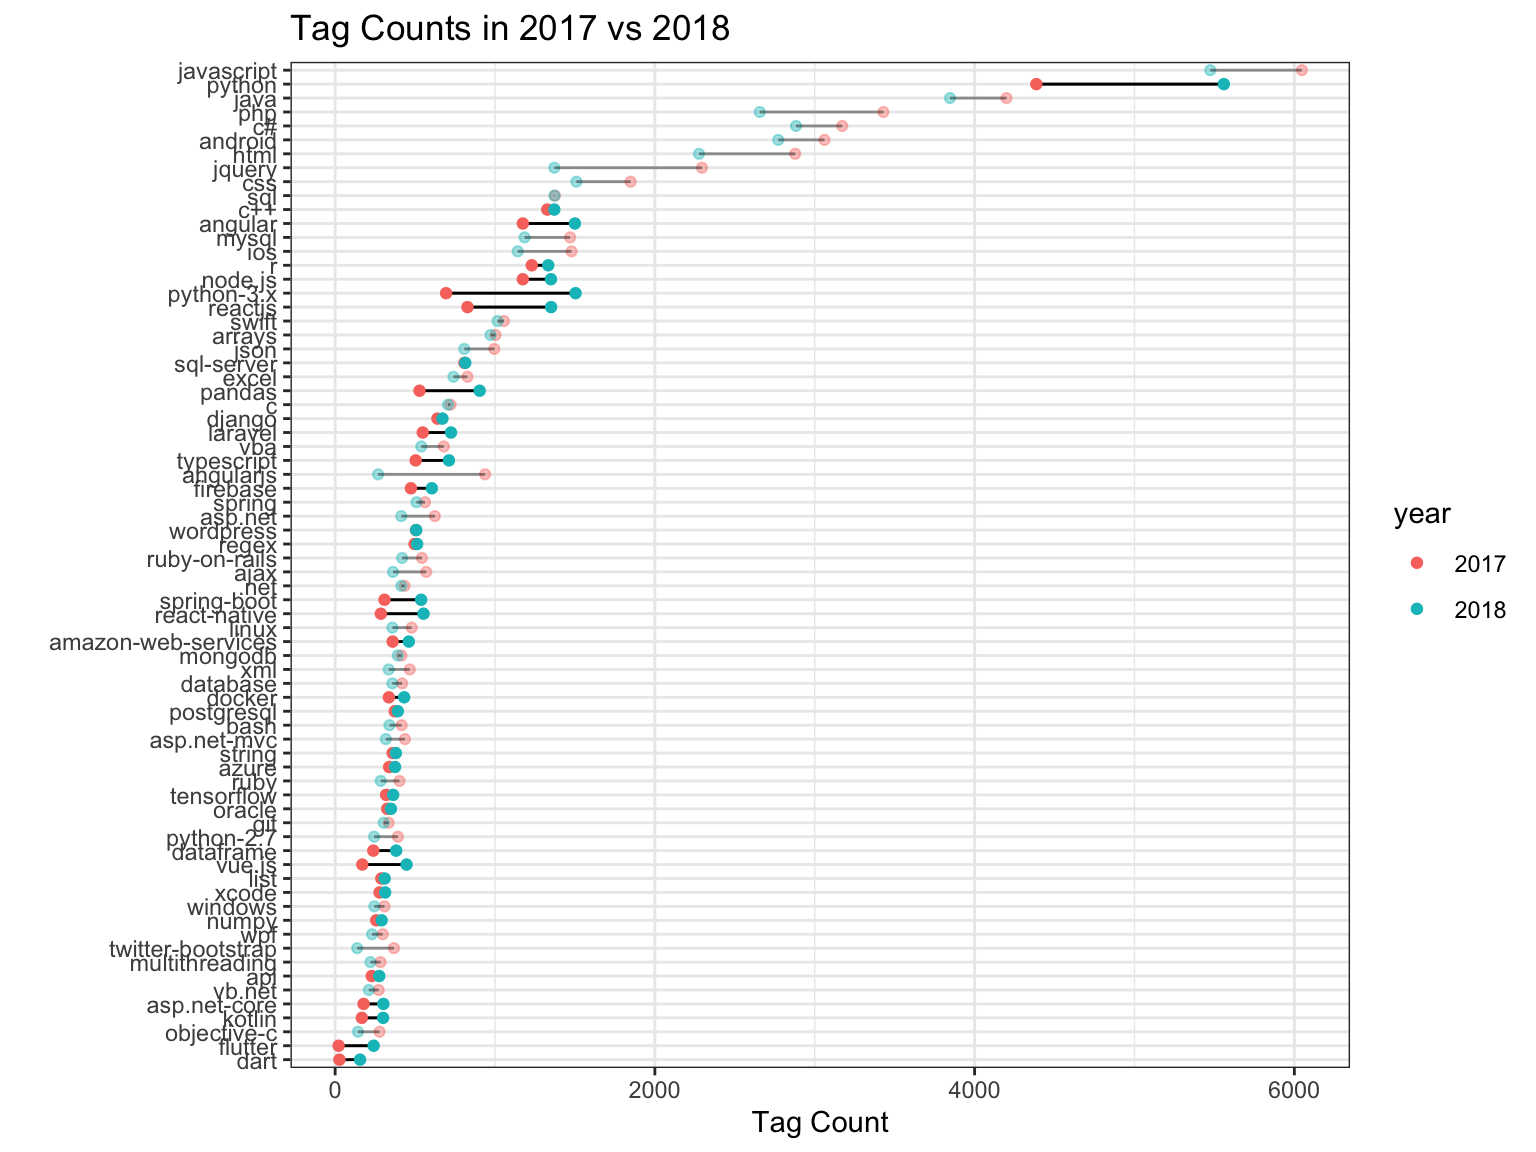 Tag Counts in 2017 vs 2018
javascript
python
java
php
c#
android
html
jquery
css
sql
c++
angular
mysql
ios
r
node.js
python-3.x
reactjs
swift
arrays
json
sql-server
excel
pandas
c
django
laravel
vba
typescript
angularjs
firebase
spring
asp.net
wordpress
regex
ruby-on-rails
ajax
.net
spring-boot
react-native
linux
amazon-web-services
mongodb
xml
database
docker
postgresql
bash
asp.net-mvc
string
azure
ruby
tensorflow
oracle
git
python-2.7
dataframe
vue.js
list
xcode
windows
numpy
wpf
twitter-bootstrap
multithreading
api
vb.net
asp.net-core
kotlin
objective-c
flutter
dart
0 2000 4000 6000
Tag Count
year
2017
2018